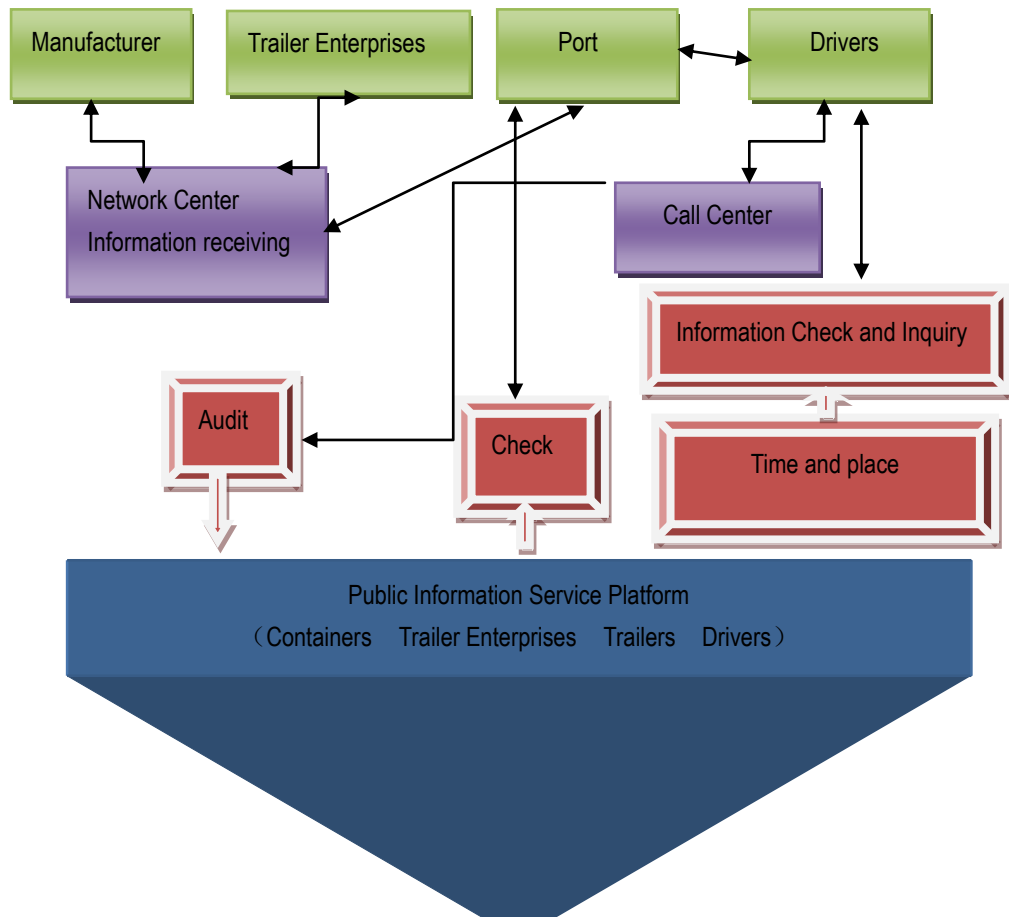 Manufacturer
Trailer Enterprises
Port
Drivers
Network Center
Information receiving
Call Center
Information Check and Inquiry
Audit
Check
Time and place
Public Information Service Platform
（Containers Trailer Enterprises Trailers Drivers）